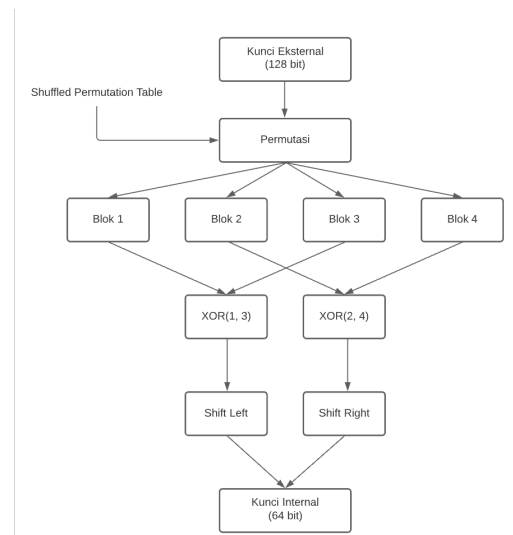 Kunci Eksternal
(128 bit)
Shuffled Permutation Table
Permutasi
Blok 1
Blok 2
Blok 3
Blok 4
XOR(1, 3)
XOR(2, 4)
Shift Left
Shift Right
Kunci Internal
(64 bit)